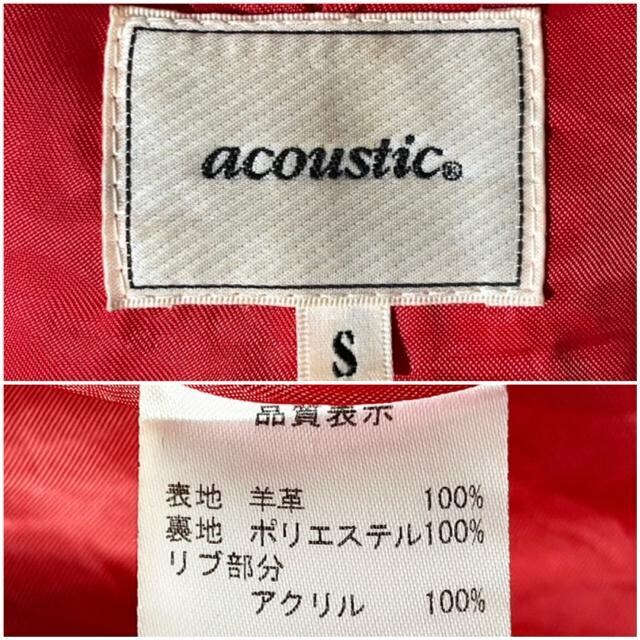 acoustic®
S
品質表示
表地 羊革 100%
裏地 ポリエステル100%
リブ部分
アクリル 100%